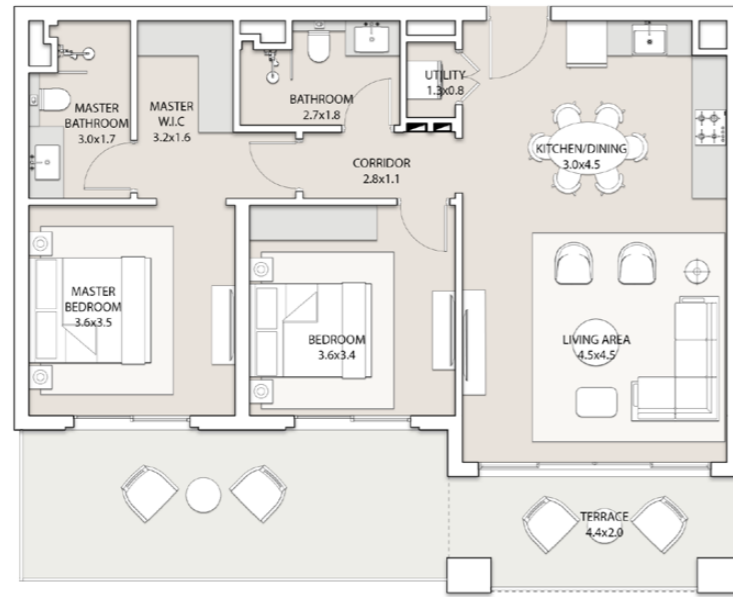 UTILITY
1.3x0.8
BATHROOM
2.7x1.8
MASTER
BATHROOM
3.0x1.7
MASTER
W.I.C
3.2x1.6
KITCHEN/DINING
3.0x4.5
CORRIDOR
2.8x1.1
MASTER
BEDROOM
3.6x3.5
BEDROOM
3.6x3.4
LIVING AREA
4.5x4.5
TERRACE
4.4x2.0